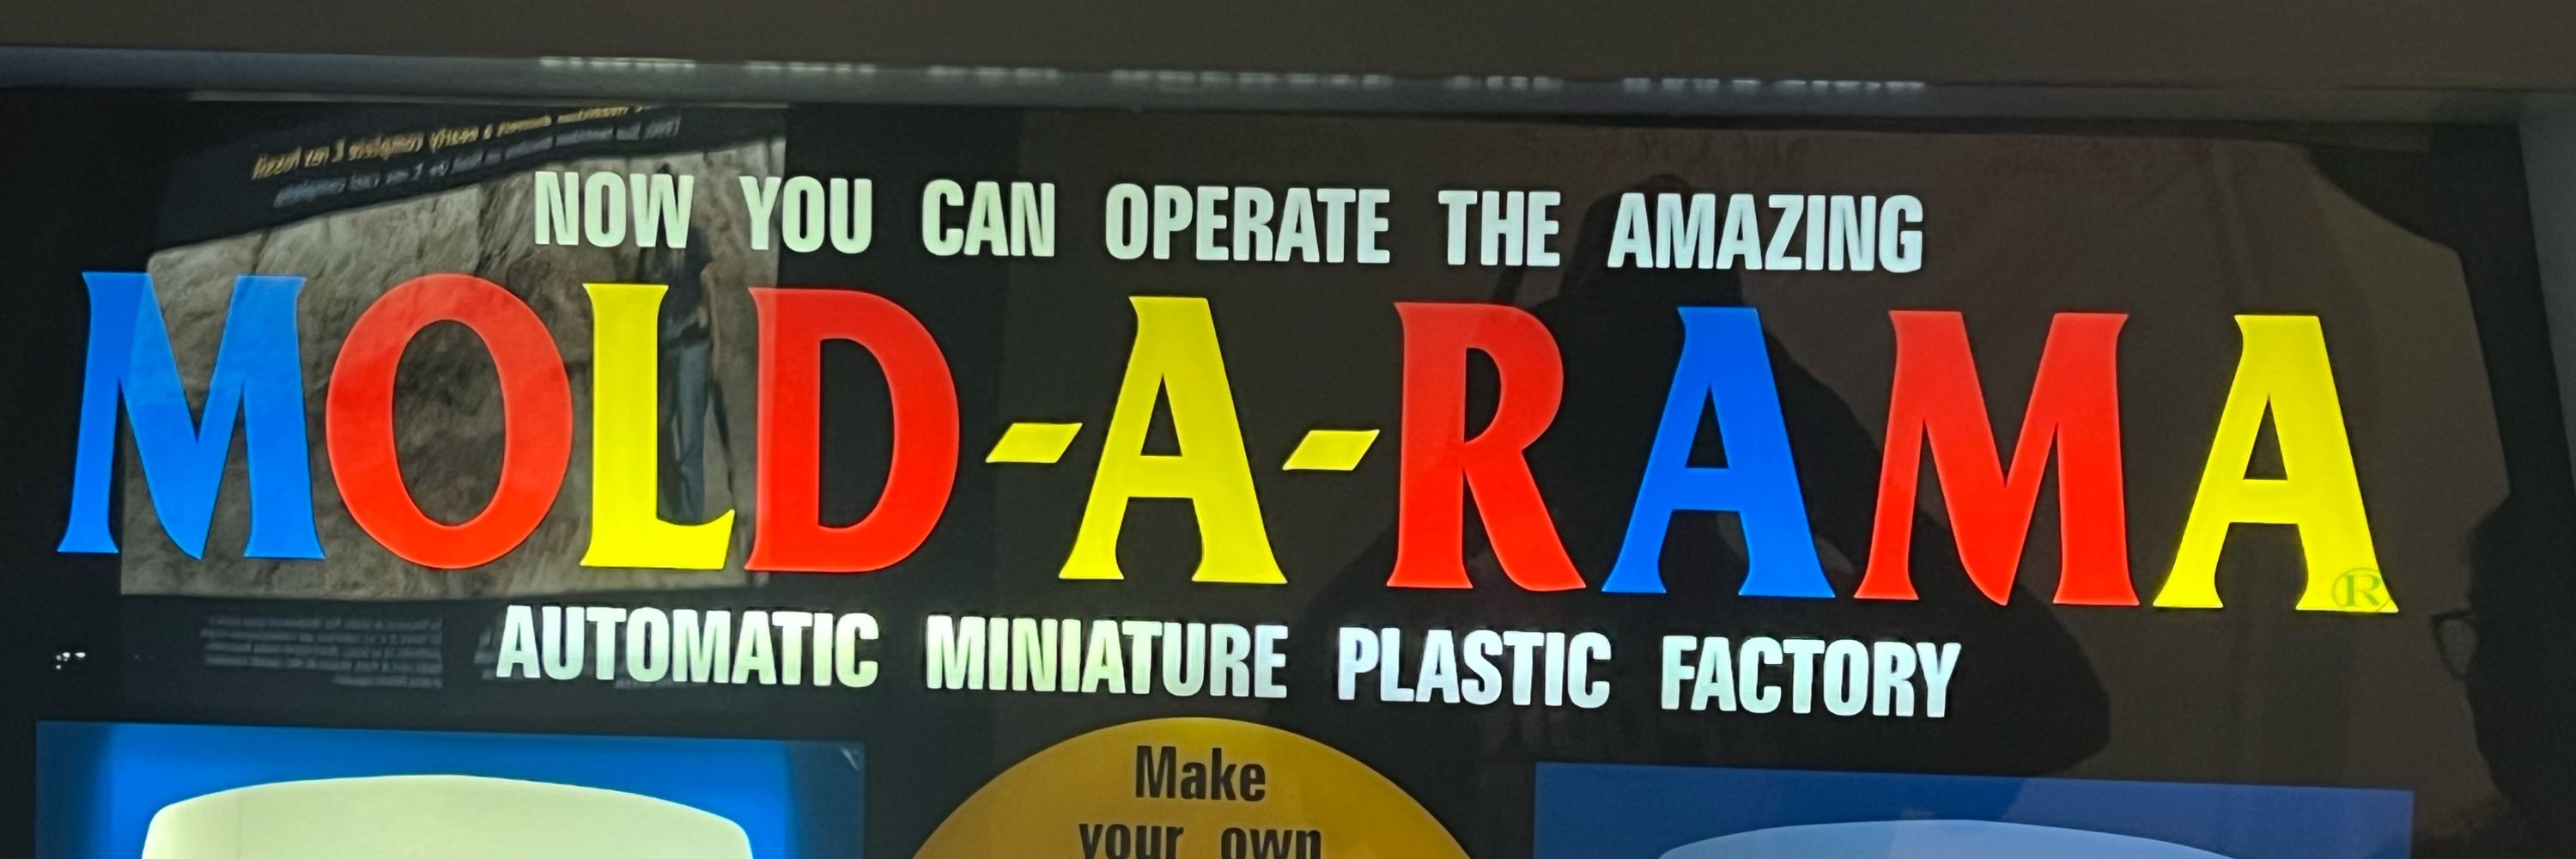 NOW YOU CAN OPERATE THE AMAZING
MOLD-A-RAMA®
AUTOMATIC MINIATURE PLASTIC FACTORY
Make
your own